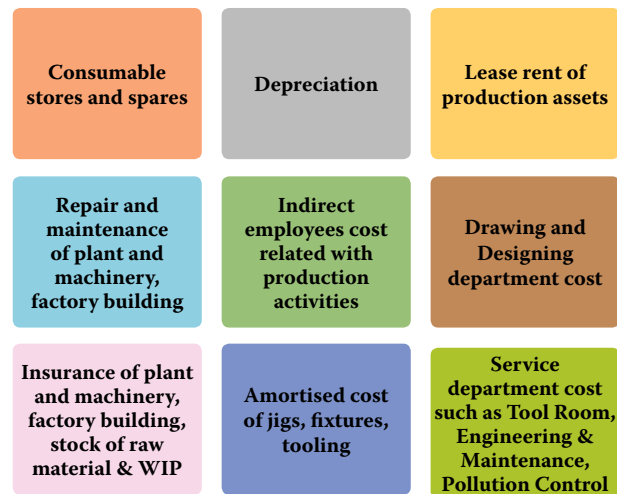 Consumable
stores and spares
Depreciation
Lease rent of
production assets
Repair and
maintenance
of plant and
machinery,
factory building
Indirect
employees cost
related with
production
activities
Drawing and
Designing
department cost
Insurance of plant
and machinery,
factory building,
stock of raw
material & WIP
Amortised cost
of jigs, fixtures,
tooling
Service
department cost
such as Tool Room,
Engineering &
Maintenance,
Pollution Control